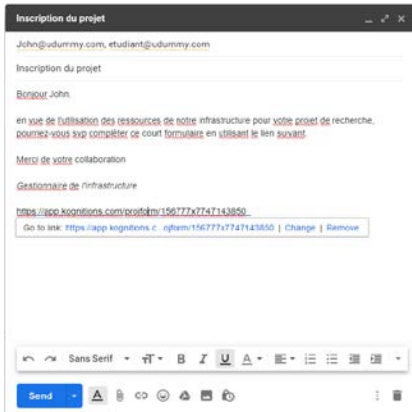 Inscription du projet
John@udummy.com, etudiant@udummy.com
Inscription du projet
Bonjour John,
en vue de l'utilisation des ressources de notre infrastructure pour votre projet de recherche,
pourriez-vous svp compléter ce court formulaire en utilisant le lien suivant.
Merci de votre collaboration
Gestionnaire de l'infrastructure
https://app.kognitions.com/projform/156777x7747143850
Go to link: https://app.kognitions.c...ojform/156777x7747143850 | Change | Remove
Sans Serif
B I U A
Send A